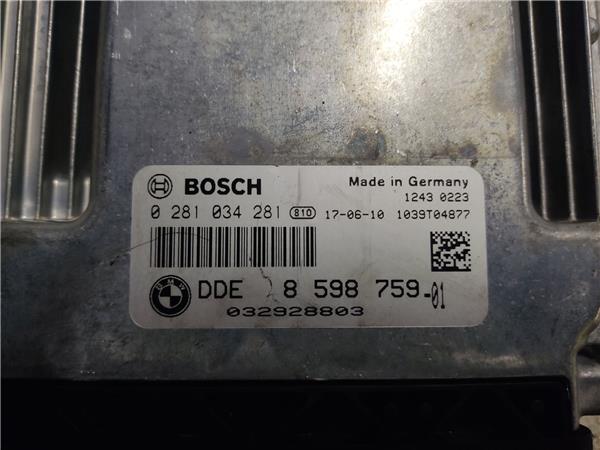 BOSCH
Made in Germany
1243 0223
0 281 034 281 810 17-06-10 1039T04877
BMW DDE 8 598 759-01
032928803